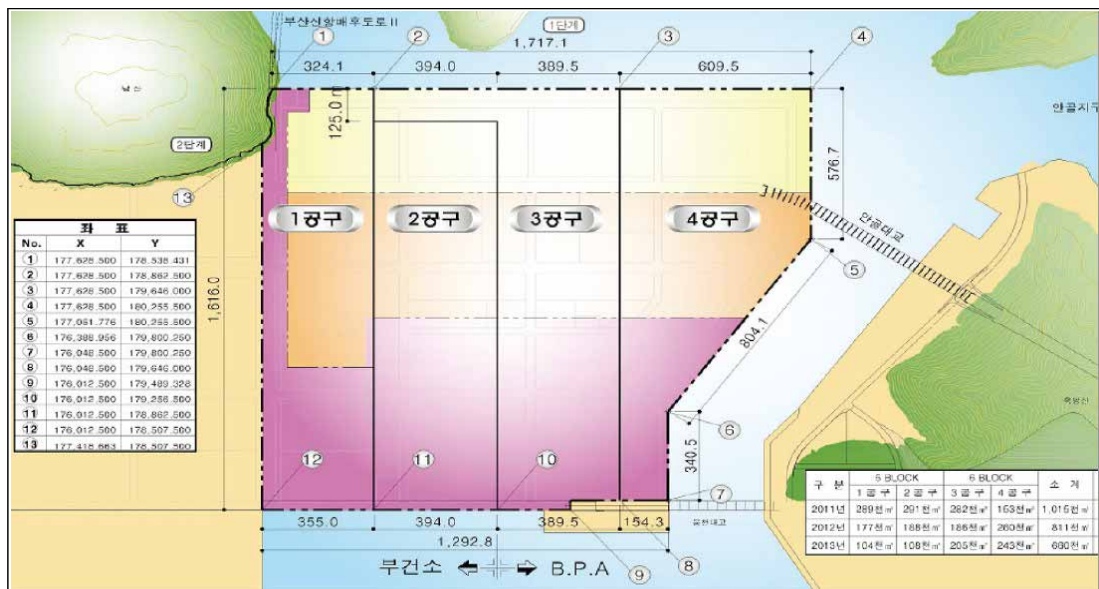 부산신항배후도로 II
1단계
① ② ③ ④
1,717.1
324.1 394.0 389.5 609.5
125.0 m
남산
2단계
안골지구
576.7
⑬
1공구 2공구 3공구 4공구
안골대교
⑤
1,616.0
804.1
좌 표
No. X Y
① 177,628.500 178,538.431
② 177,628.500 178,862.500
③ 177,628.500 179,646.000
④ 177,628.500 180,255.500
⑤ 177,051.776 180,255.500
⑥ 176,388.956 179,800.250
⑦ 176,048.500 179,800.250
⑧ 176,048.500 179,646.000
⑨ 176,012.500 179,489.328
⑩ 176,012.500 179,256.500
⑪ 176,012.500 178,862.500
⑫ 176,012.500 178,507.500
⑬ 177,418.663 178,507.500
⑥
340.5
⑫ ⑪ ⑩ ⑦
355.0 394.0 389.5 154.3
1,292.8
⑨ ⑧
부건소 B.P.A
구 분 5 BLOCK 6 BLOCK 소 계
1공구 2공구 3공구 4공구
2011년 289천㎡ 291천㎡ 282천㎡ 153천㎡ 1,015천㎡
2012년 177천㎡ 188천㎡ 186천㎡ 260천㎡ 811천㎡
2013년 104천㎡ 108천㎡ 205천㎡ 243천㎡ 660천㎡